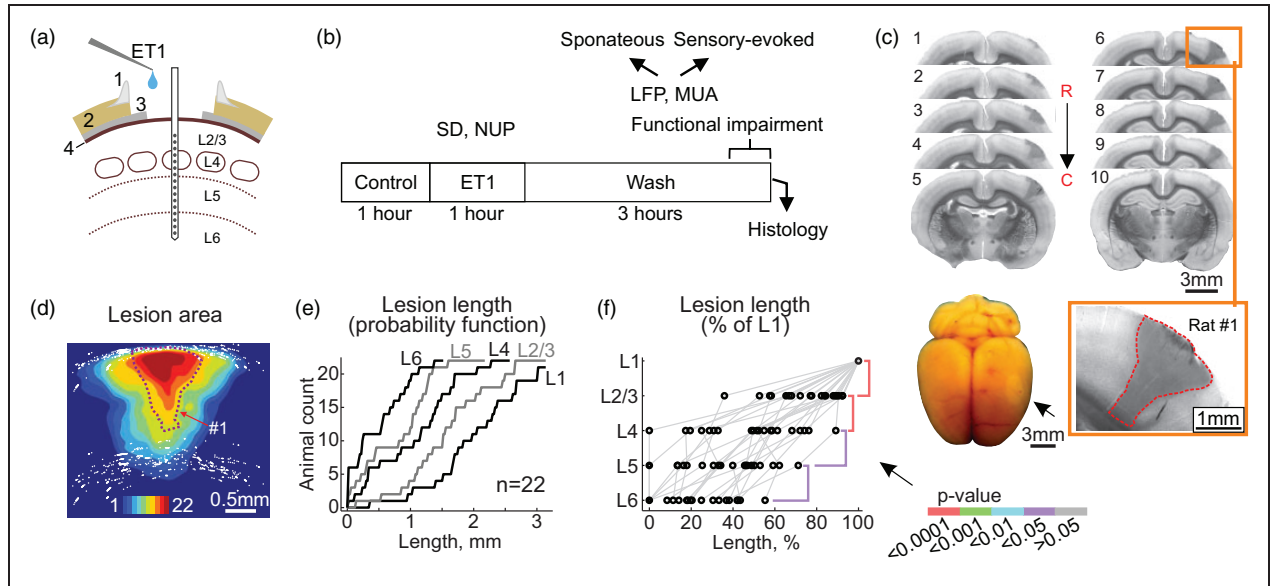 (a)
ET1
1
2
3
4
L2/3
L4
L5
L6
(b)
Sponateous Sensory-evoked
LFP, MUA
Functional impairment
SD, NUP
Control ET1 Wash
1 hour 1 hour 3 hours
Histology
(c)
1
2
3
4
5
R
C
6
7
8
9
10
3mm
3mm
Rat #1
1mm
(d)
Lesion area
#1
1 22 0.5mm
(e)
Lesion length
(probability function)
Animal count
20
15
10
5
0
L6 L5 L4 L2/3
L1
n=22
0 1 2 3
Length, mm
(f)
Lesion length
(% of L1)
L1
L2/3
L4
L5
L6
0 20 40 60 80 100
Length, %
p-value
<0.0001 <0.001 <0.01 <0.05 >0.05